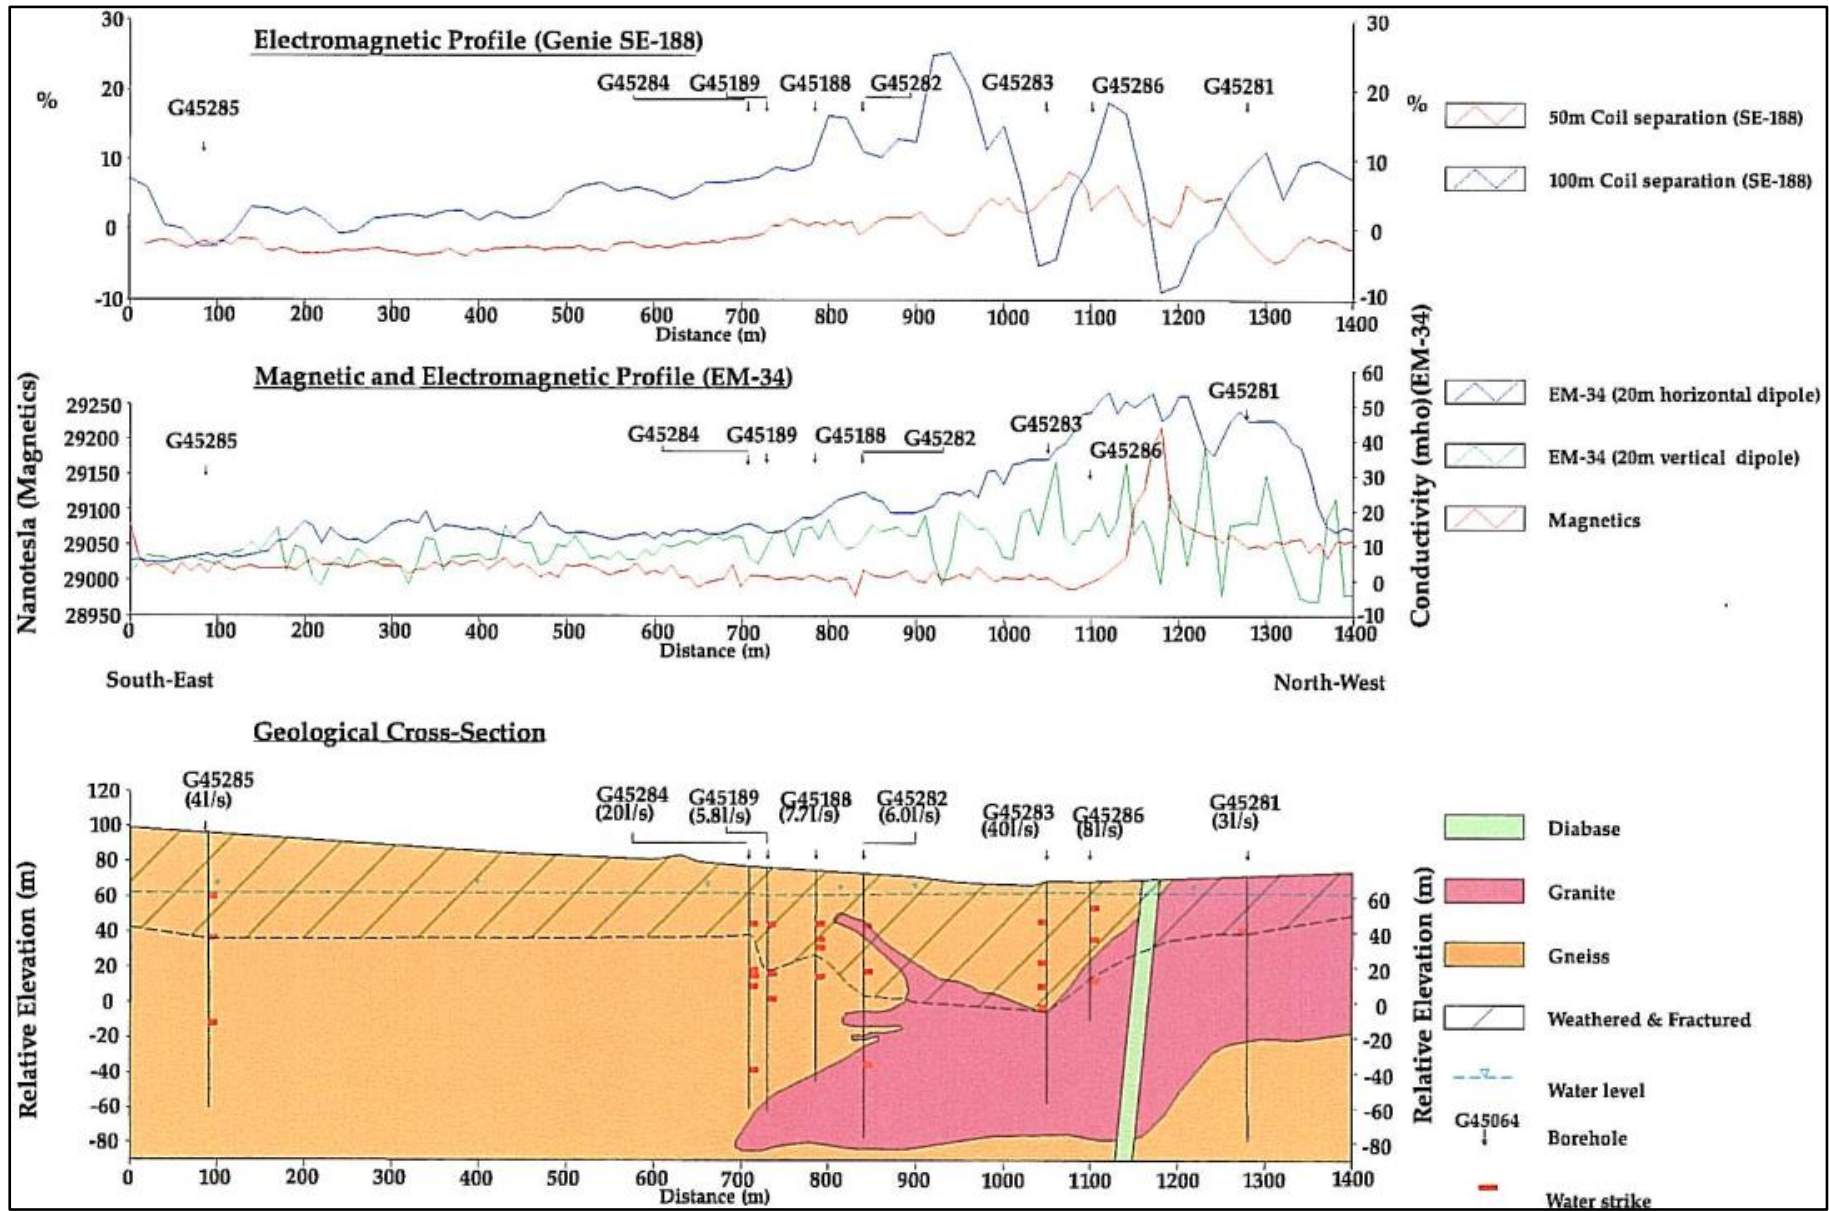 Electromagnetic Profile (Genie SE-188)
%
30
20
10
0
-10
G45285
G45284
G45189
G45188
G45282
G45283
G45286
G45281
30
20
10
0
-10
%
0 100 200 300 400 500 600 700 800 900 1000 1100 1200 1300 1400
Distance (m)
50m Coil separation (SE-188)
100m Coil separation (SE-188)
Magnetic and Electromagnetic Profile (EM-34)
Nanotesla (Magnetics)
29250
29200
29150
29100
29050
29000
28950
G45285
G45284
G45189
G45188
G45282
G45283
G45286
G45281
60
50
40
30
20
10
0
-10
Conductivity (mho)(EM-34)
0 100 200 300 400 500 600 700 800 900 1000 1100 1200 1300 1400
Distance (m)
EM-34 (20m horizontal dipole)
EM-34 (20m vertical dipole)
Magnetics
South-East
North-West
Geological Cross-Section
Relative Elevation (m)
120
100
80
60
40
20
0
-20
-40
-60
-80
G45285
(4l/s)
G45284
(20l/s)
G45189
(5.8l/s)
G45188
(7.7l/s)
G45282
(6.0l/s)
G45283
(40l/s)
G45286
(8l/s)
G45281
(3l/s)
60
40
20
0
-20
-40
-60
-80
Relative Elevation (m)
0 100 200 300 400 500 600 700 800 900 1000 1100 1200 1300 1400
Distance (m)
Diabase
Granite
Gneiss
Weathered & Fractured
Water level
G45064
Borehole
Water strike